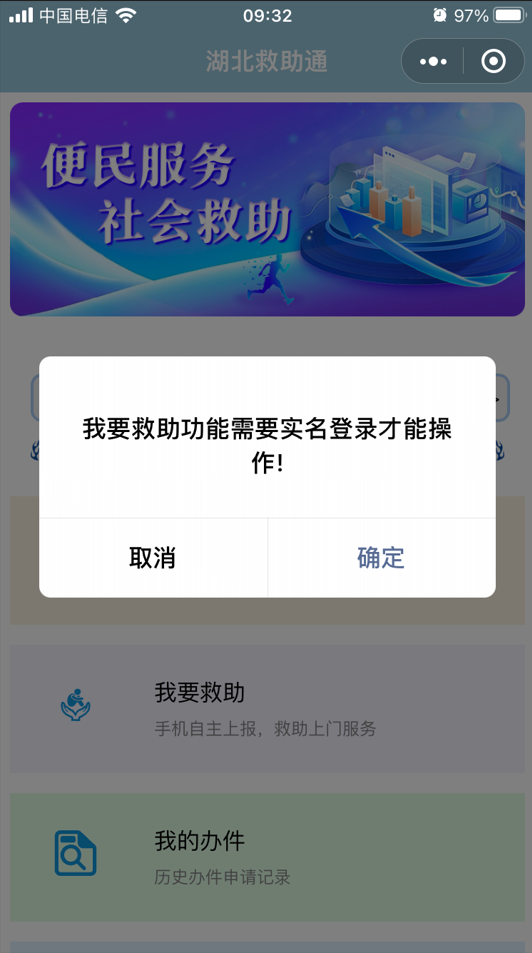 中国电信
09:32
97%
湖北救助通
便民服务
社会救助
我要救助功能需要实名登录才能操
作!
取消
确定
我要救助
手机自主上报，救助上门服务
我的办件
历史办件申请记录